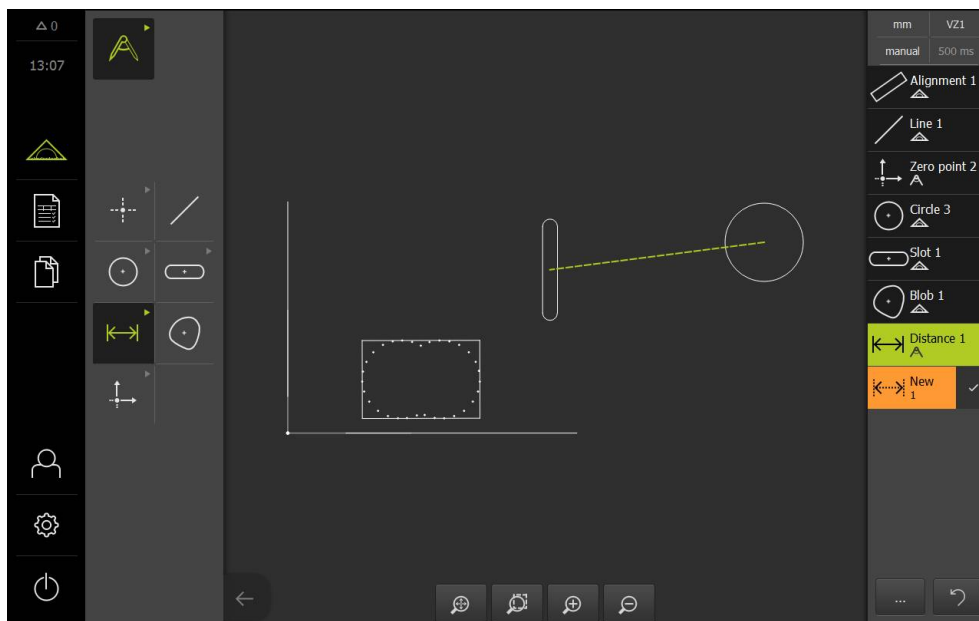 0
13:07
mm VZ1
manual 500 ms
Alignment 1
Line 1
Zero point 2
Circle 3
Slot 1
Blob 1
Distance 1
New
1
...